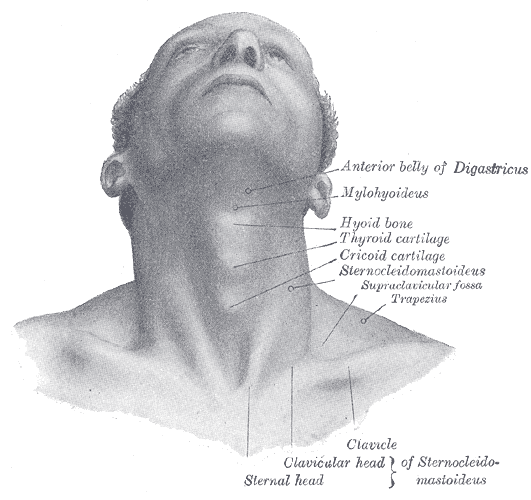 Anterior belly of Digastricus
Mylohyoideus
Hyoid bone
Thyroid cartilage
Cricoid cartilage
Sternocleidomastoideus
Supraclavicular fossa
Trapezius
Clavicle
Clavicular head } of Sternocleido-
Sternal head mastoideus